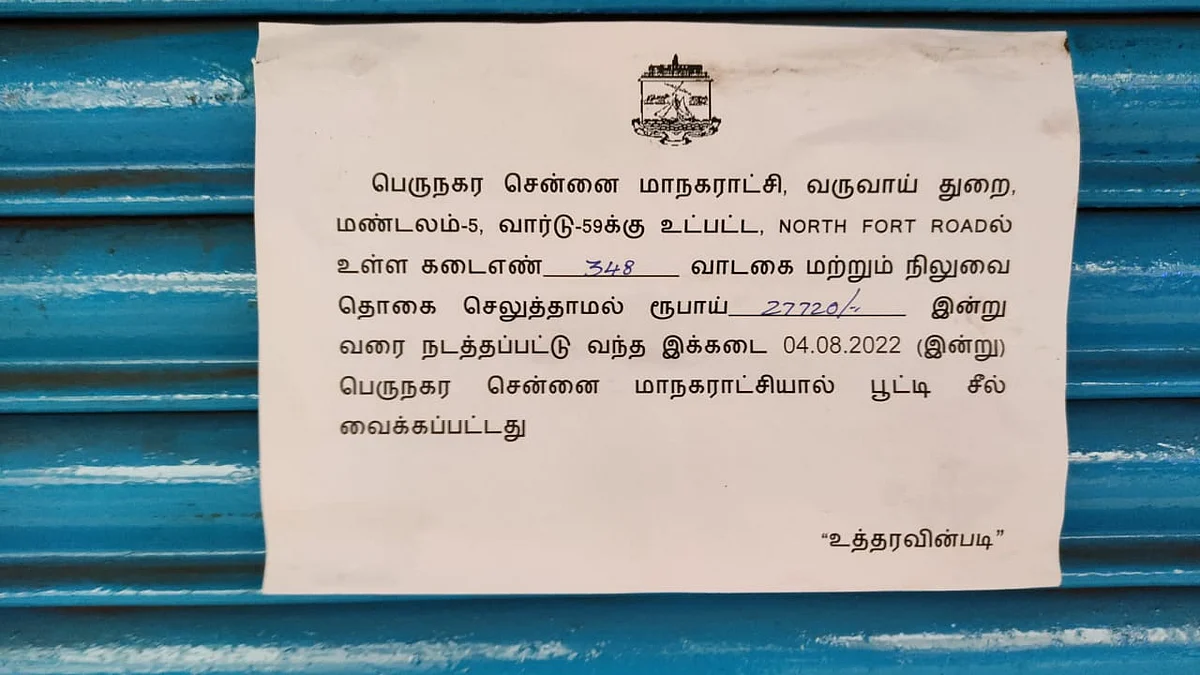 பெருநகர சென்னை மாநகராட்சி, வருவாய் துறை,
மண்டலம்-5, வார்டு-59க்கு உட்பட்ட, NORTH FORT ROADல்
உள்ள கடைஎண் 348 வாடகை மற்றும் நிலுவை
தொகை செலுத்தாமல் ரூபாய் 27720/- இன்று
வரை நடத்தப்பட்டு வந்த இக்கடை 04.08.2022 (இன்று)
பெருநகர சென்னை மாநகராட்சியால் பூட்டி சீல்
வைக்கப்பட்டது
“உத்தரவின்படி”